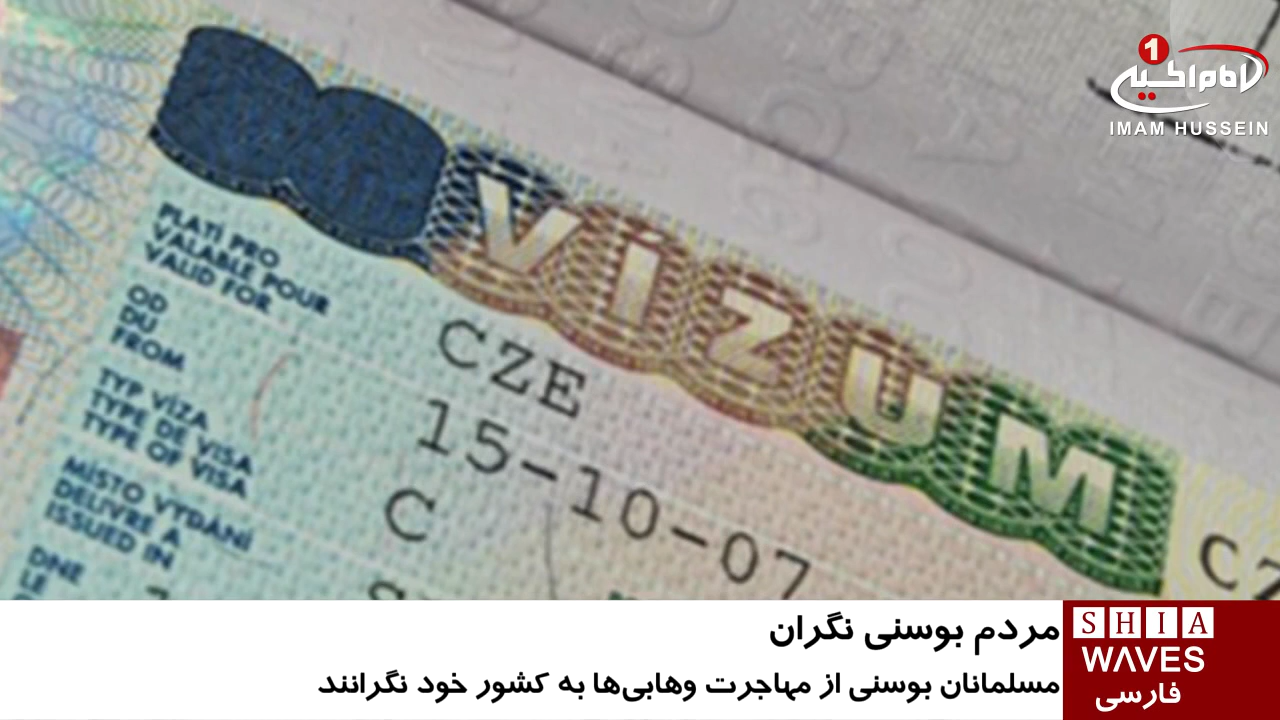 1
امام حسین
IMAM HUSSEIN
VÍZUM
PLATÍ PRO
VALABLE POUR
VALID FOR
CZE
OD
DU
FROM
15-10-07
TYP VÍZA
TYPE DE VISA
TYPE OF VISA
C
MÍSTO VYDÁNÍ
DÉLIVRÉ À
ISSUED IN
DNE
LE
مردم بوسنی نگران
مسلمانان بوسنی از مهاجرت وهابی‌ها به کشور خود نگرانند
SHIA
WAVES
فارسی